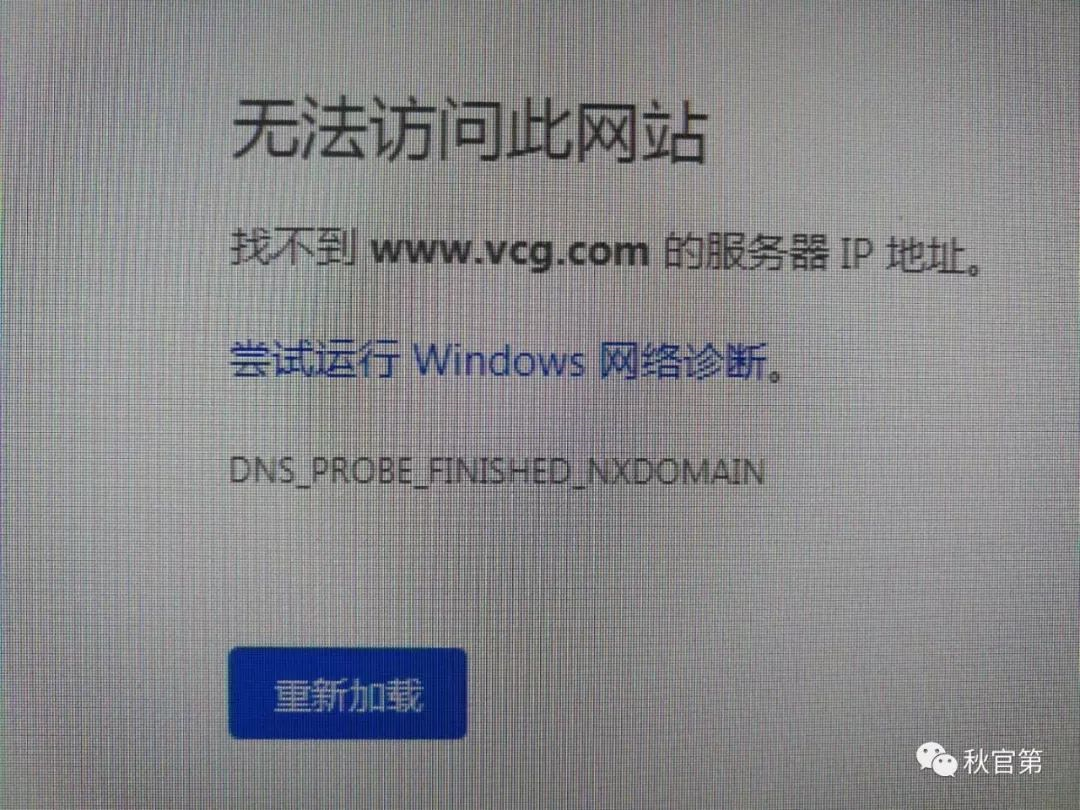 无法访问此网站
找不到 www.vcg.com 的服务器 IP 地址。
尝试运行 Windows 网络诊断。
DNS_PROBE_FINISHED_NXDOMAIN
重新加载
秋官第